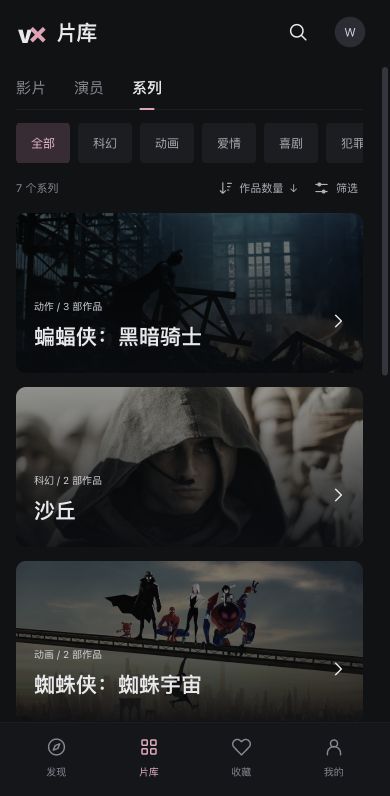 vx 片库
W
影片 演员 系列
全部 科幻 动画 爱情 喜剧 犯罪
7 个系列 作品数量 ↓ 筛选
动作 / 3 部作品
蝙蝠侠：黑暗骑士
科幻 / 2 部作品
沙丘
动画 / 2 部作品
蜘蛛侠：蜘蛛宇宙
发现 片库 收藏 我的